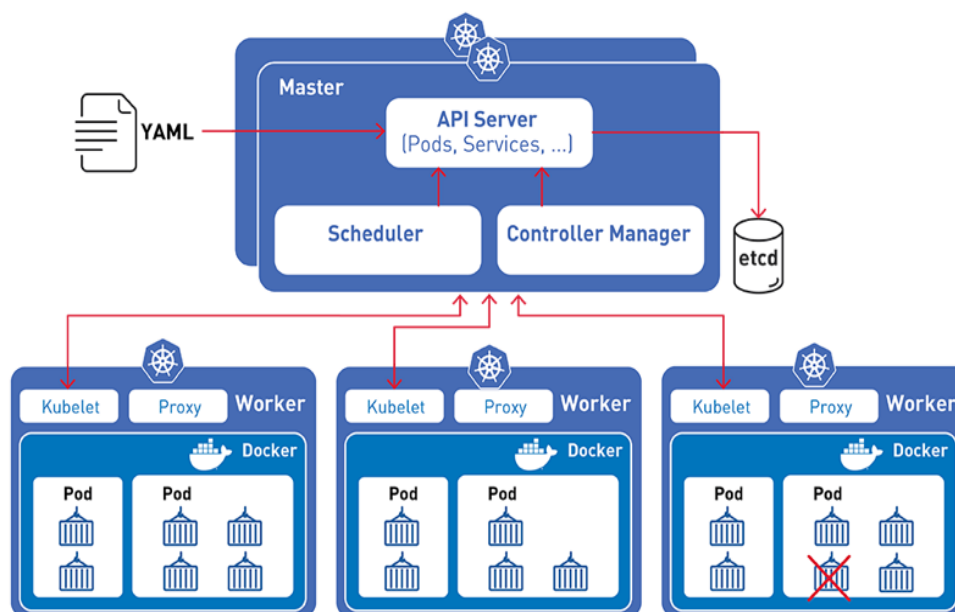 Master
YAML
API Server
(Pods, Services, ...)
Scheduler
Controller Manager
etcd
Kubelet
Proxy
Worker
Docker
Pod
Pod
Kubelet
Proxy
Worker
Docker
Pod
Pod
Kubelet
Proxy
Worker
Docker
Pod
Pod